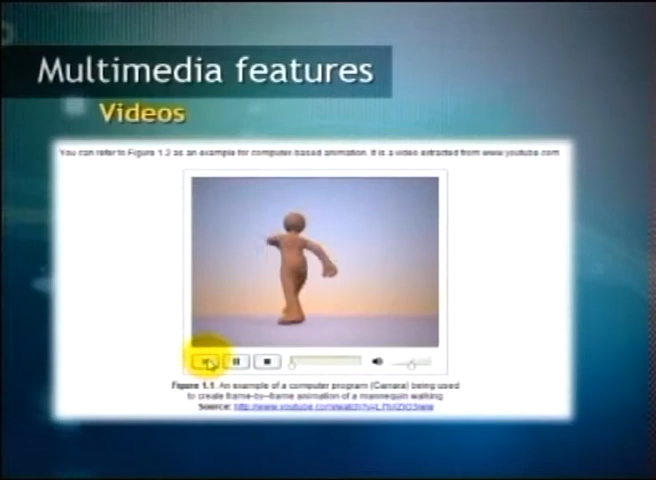 Multimedia features
Videos
You can refer to Figure 1.2 as an example for computer-based animation. It is a video extracted from www.youtube.com
Figure 1.1. An example of a computer program (Carrara) being used
to create frame-by-frame animation of a mannequin walking
Source: